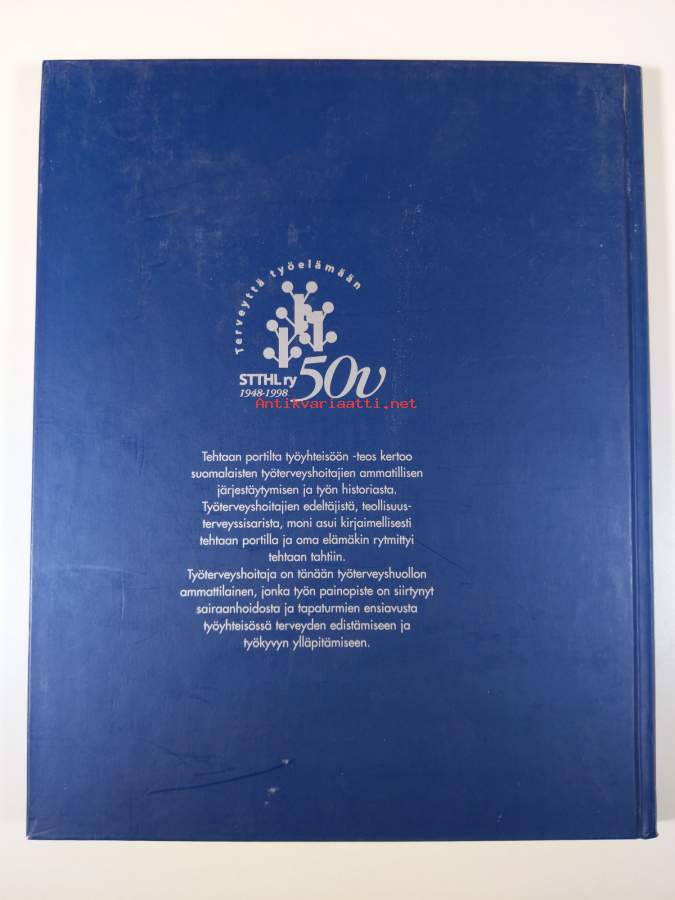 Terveyttä työelämään
STTHL ry 50v
1948-1998
Antikvariaatti.net
Tehtaan portilta työyhteisöön -teos kertoo
suomalaisten työterveyshoitajien ammatillisen
järjestäytymisen ja työn historiasta.
Työterveyshoitajien edeltäjistä, teollisuus-
terveyssisarista, moni asui kirjaimellisesti
tehtaan portilla ja oma elämäkin rytmittyi
tehtaan tahtiin.
Työterveyshoitaja on tänään työterveyshuollon
ammattilainen, jonka työn painopiste on siirtynyt
sairaanhoidosta ja tapaturmien ensiavusta
työyhteisössä terveyden edistämiseen ja
työkyvyn ylläpitämiseen.